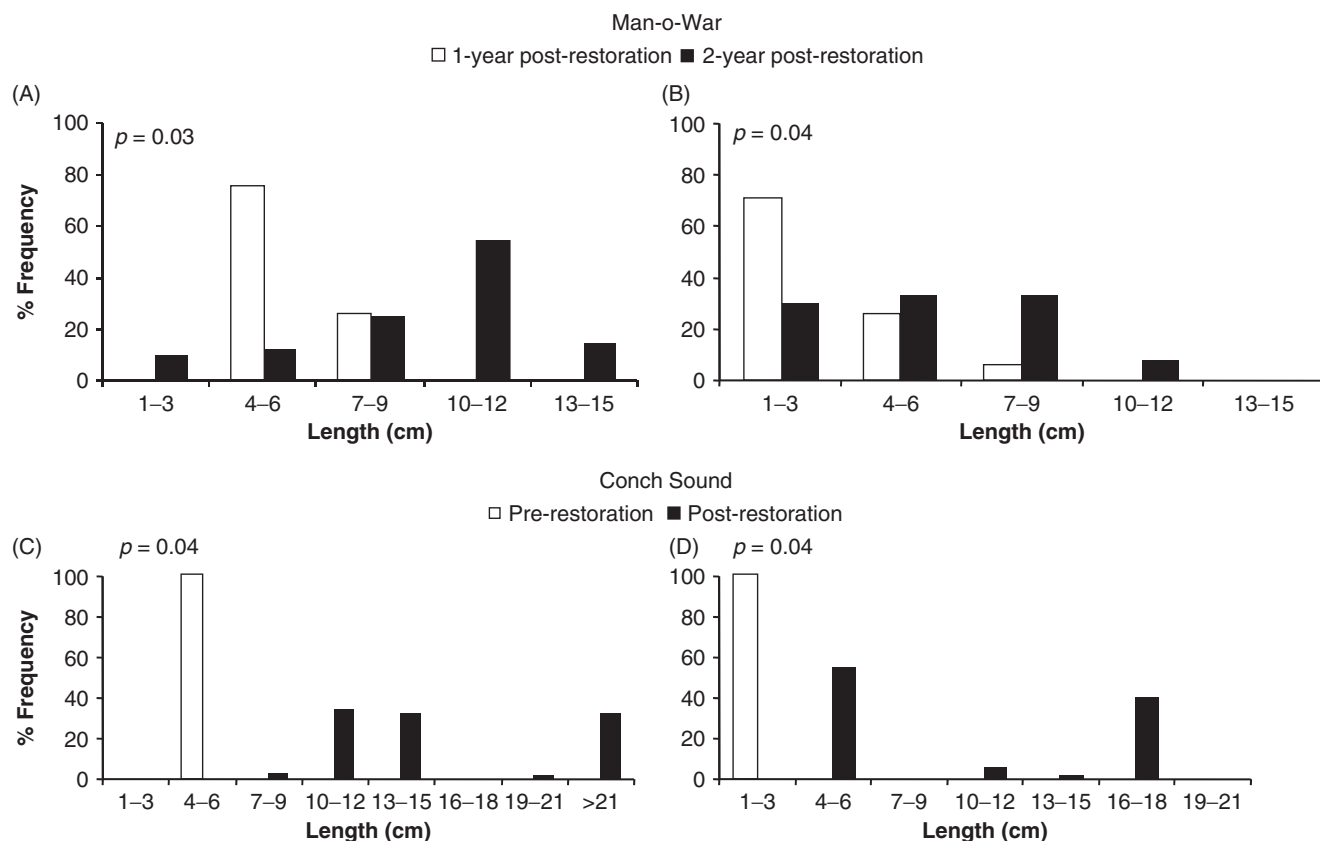 Man-o-War
1-year post-restoration 2-year post-restoration
(A) (B)
p = 0.03
p = 0.04
% Frequency
100
80
60
40
20
0
100
80
60
40
20
0
1–3 4–6 7–9 10–12 13–15
Length (cm)
1–3 4–6 7–9 10–12 13–15
Length (cm)
Conch Sound
Pre-restoration Post-restoration
(C) p = 0.04
(D) p = 0.04
% Frequency
100
80
60
40
20
0
100
80
60
40
20
0
1–3 4–6 7–9 10–12 13–15 16–18 19–21 >21
Length (cm)
1–3 4–6 7–9 10–12 13–15 16–18 19–21
Length (cm)